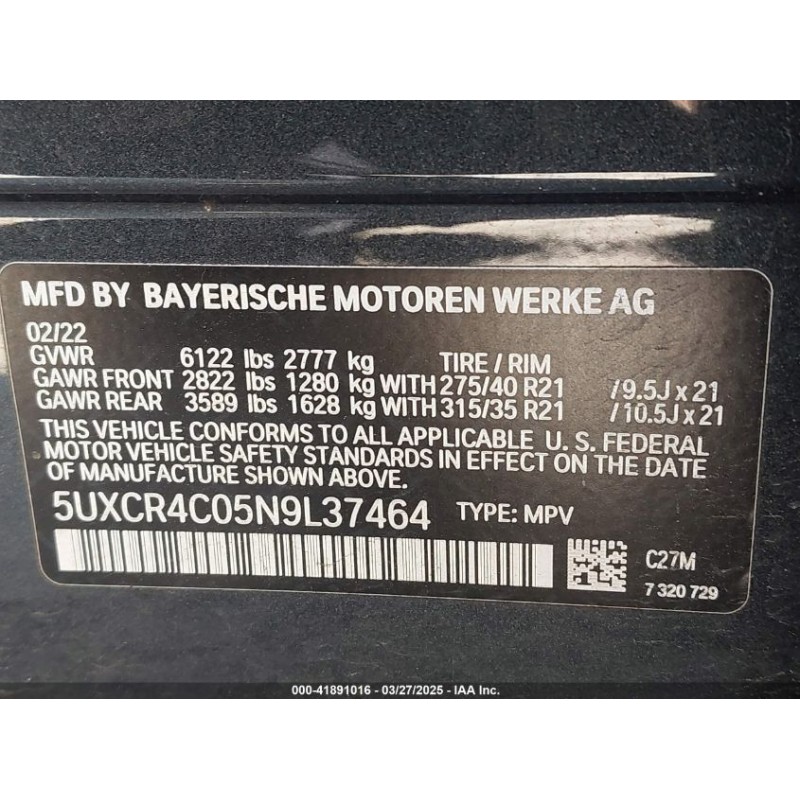 MFD BY BAYERISCHE MOTOREN WERKE AG
02/22
GVWR 6122 lbs 2777 kg TIRE / RIM
GAWR FRONT 2822 lbs 1280 kg WITH 275/40 R21 /9.5J x 21
GAWR REAR 3589 lbs 1628 kg WITH 315/35 R21 /10.5J x 21
THIS VEHICLE CONFORMS TO ALL APPLICABLE U. S. FEDERAL
MOTOR VEHICLE SAFETY STANDARDS IN EFFECT ON THE DATE
OF MANUFACTURE SHOWN ABOVE.
5UXCR4C05N9L37464 TYPE: MPV
C27M
7 320 729
000-41891016 - 03/27/2025 - IAA Inc.